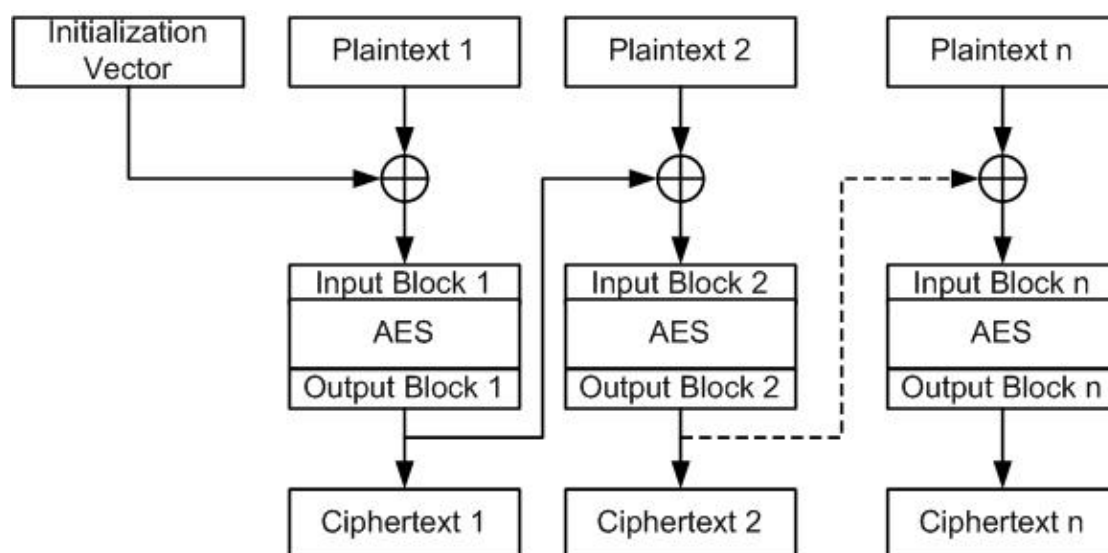 Initialization
Vector
Plaintext 1
Plaintext 2
Plaintext n
Input Block 1
Input Block 2
Input Block n
AES
AES
AES
Output Block 1
Output Block 2
Output Block n
Ciphertext 1
Ciphertext 2
Ciphertext n